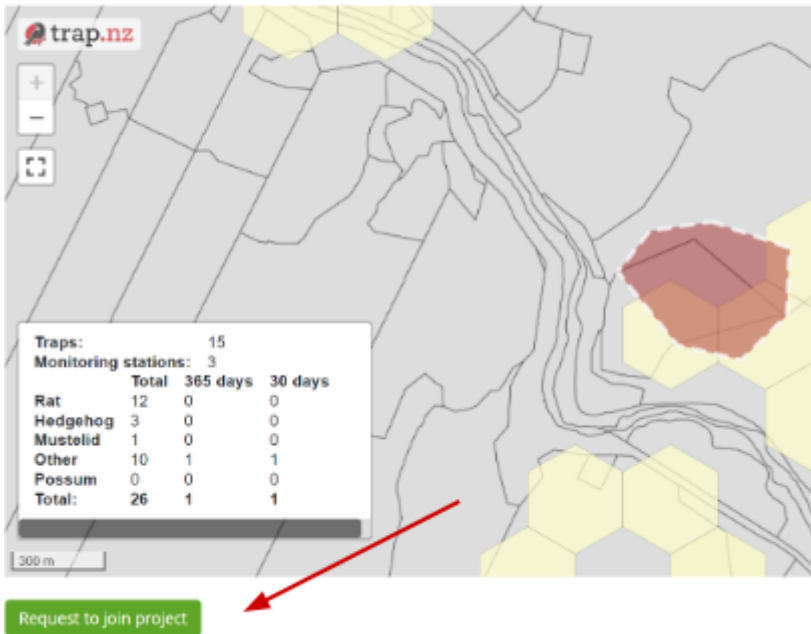 trap.nz
+
−
Traps: 15
Monitoring stations: 3
Total 365 days 30 days
Rat 12 0 0
Hedgehog 3 0 0
Mustelid 1 0 0
Other 10 1 1
Possum 0 0 0
Total: 26 1 1
300 m
Request to join project